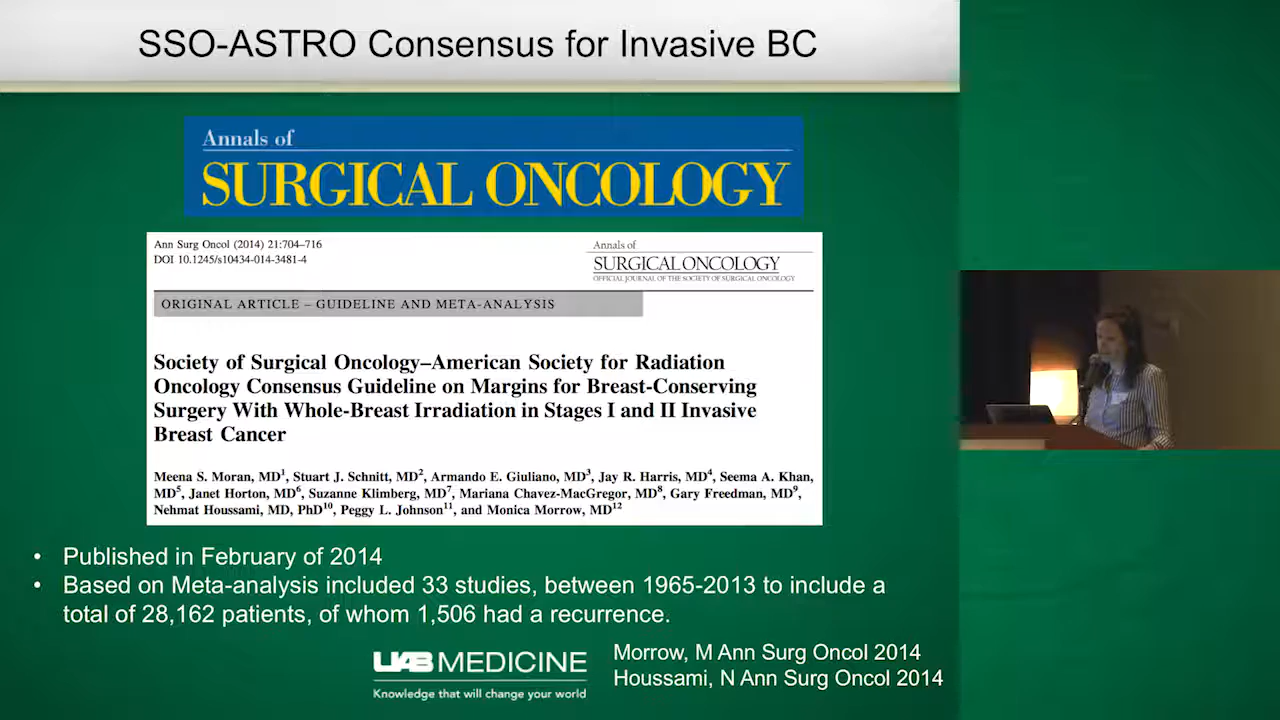 SSO-ASTRO Consensus for Invasive BC
Annals of
SURGICAL ONCOLOGY
Ann Surg Oncol (2014) 21:704–716
DOI 10.1245/s10434-014-3481-4
Annals of
SURGICAL ONCOLOGY
OFFICIAL JOURNAL OF THE SOCIETY OF SURGICAL ONCOLOGY
ORIGINAL ARTICLE – GUIDELINE AND META-ANALYSIS
Society of Surgical Oncology–American Society for Radiation
Oncology Consensus Guideline on Margins for Breast-Conserving
Surgery With Whole-Breast Irradiation in Stages I and II Invasive
Breast Cancer
Meena S. Moran, MD1, Stuart J. Schnitt, MD2, Armando E. Giuliano, MD3, Jay R. Harris, MD4, Seema A. Khan,
MD5, Janet Horton, MD6, Suzanne Klimberg, MD7, Mariana Chavez-MacGregor, MD8, Gary Freedman, MD9,
Nehmat Houssami, MD, PhD10, Peggy L. Johnson11, and Monica Morrow, MD12
• Published in February of 2014
• Based on Meta-analysis included 33 studies, between 1965-2013 to include a
total of 28,162 patients, of whom 1,506 had a recurrence.
UAB MEDICINE
Knowledge that will change your world
Morrow, M Ann Surg Oncol 2014
Houssami, N Ann Surg Oncol 2014